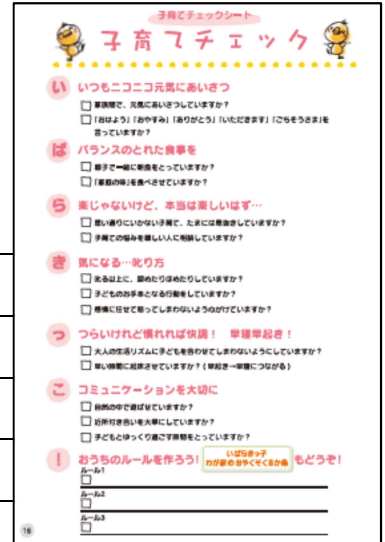 子育てチェックシート
子育てチェック
い いつもニコニコ元気にあいさつ
□ 家族間で、元気にあいさつしていますか?
□ 「おはよう」「おやすみ」「ありがとう」「いただきます」「ごちそうさま」を
言っていますか?
ば バランスのとれた食事を
□ 親子で一緒に朝食をとっていますか?
□ 「家庭の味」を食べさせていますか?
ら 楽じゃないけど、本当は楽しいはず…
□ 思い通りにいかない子育て、たまには息抜きしていますか?
□ 子育ての悩みを親しい人に相談していますか?
き 気になる…叱り方
□ 叱る以上に、認めたりほめたりしていますか?
□ 子どものお手本となる行動をしていますか?
□ 感情に任せて怒ってしまわないよう心がけていますか?
っ つらいけれど慣れれば快調! 早寝早起き!
□ 大人の生活リズムに子どもを合わせてしまわないようにしていますか?
□ 早い時間に起床させていますか?(早起き→早寝につながる)
こ コミュニケーションを大切に
□ 自然の中で遊ばせていますか?
□ 近所付き合いを大事にしていますか?
□ 子どもとゆっくり過ごす時間をとっていますか?
! おうちのルールを作ろう! いばらきっ子 わが家のおやくそく8か条 もどうぞ!
ルール1
□
ルール2
□
ルール3
□
16